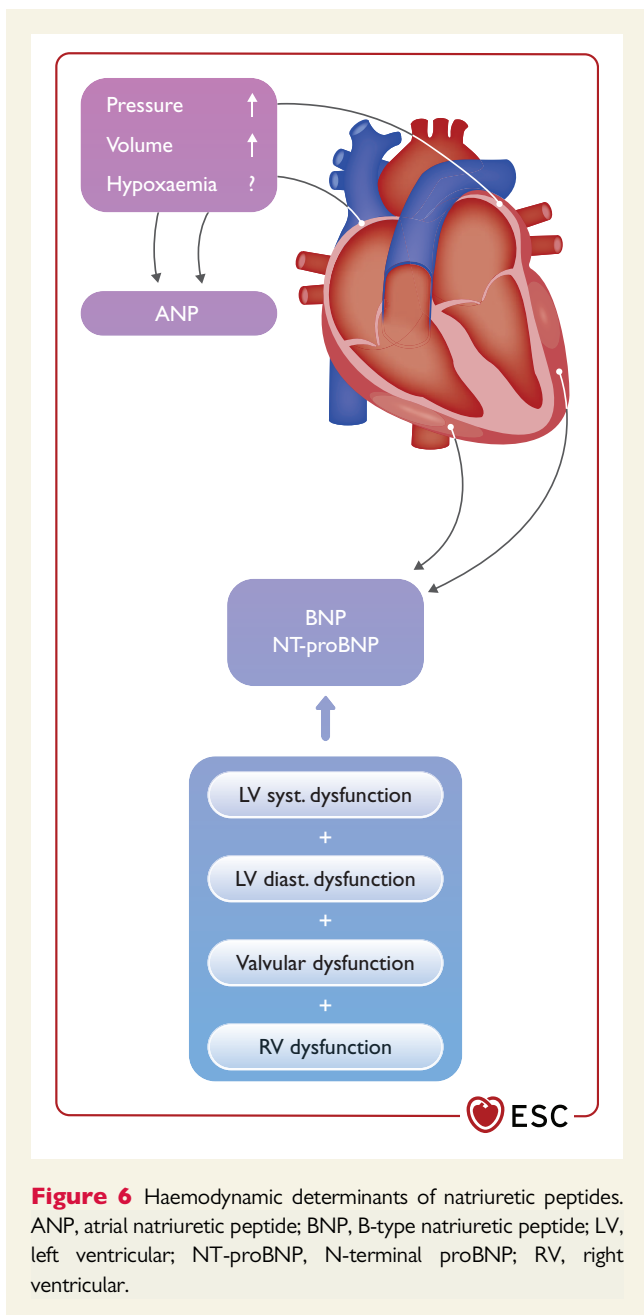 Pressure ↑
Volume ↑
Hypoxaemia ?
ANP
BNP
NT-proBNP
LV syst. dysfunction
+
LV diast. dysfunction
+
Valvular dysfunction
+
RV dysfunction
ESC
Figure 6 Haemodynamic determinants of natriuretic peptides.
ANP, atrial natriuretic peptide; BNP, B-type natriuretic peptide; LV,
left ventricular; NT-proBNP, N-terminal proBNP; RV, right
ventricular.